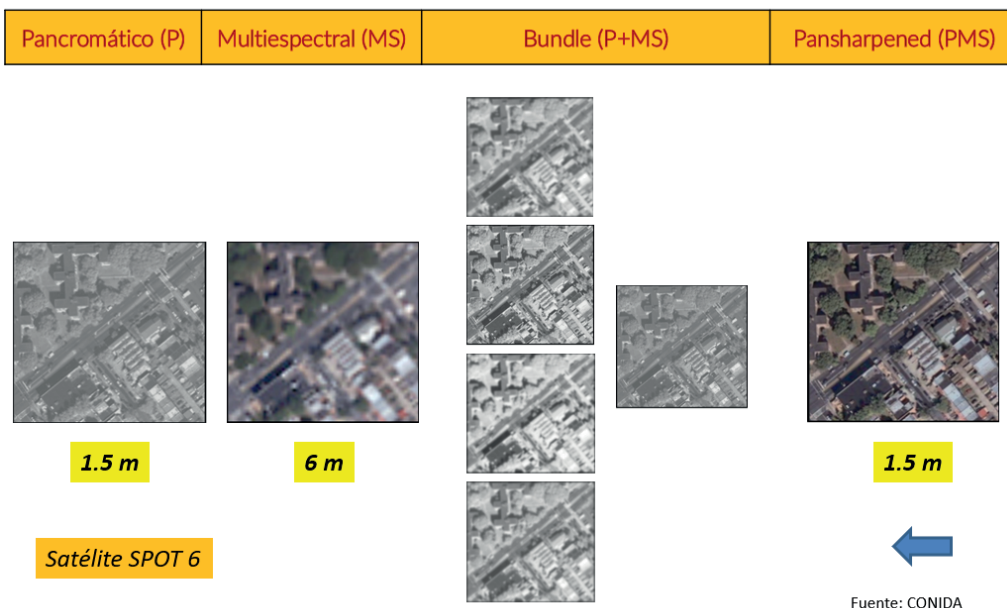 Pancromático (P)
Multiespectral (MS)
Bundle (P+MS)
Pansharpened (PMS)
1.5 m
6 m
1.5 m
Satélite SPOT 6
Fuente: CONIDA